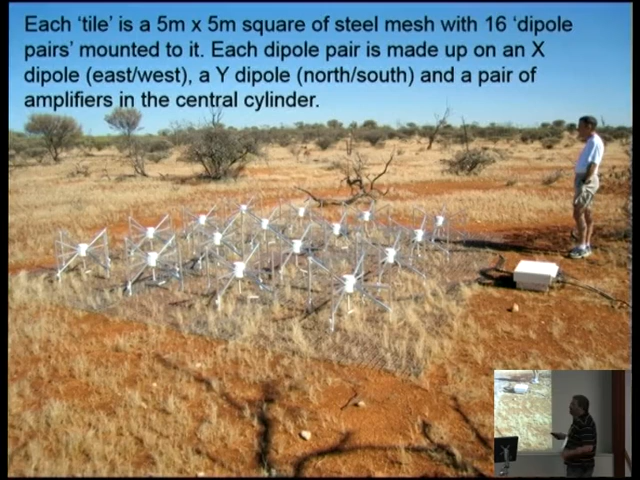 Each ‘tile’ is a 5m x 5m square of steel mesh with 16 ‘dipole
pairs’ mounted to it. Each dipole pair is made up on an X
dipole (east/west), a Y dipole (north/south) and a pair of
amplifiers in the central cylinder.